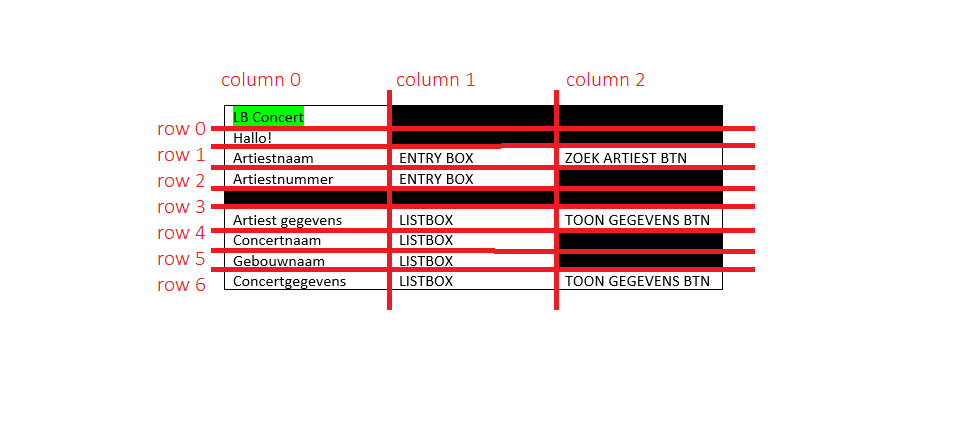 column 0 column 1 column 2
LB Concert
row 0
Hallo!
row 1
Artiestnaam ENTRY BOX ZOEK ARTIEST BTN
row 2
Artiestnummer ENTRY BOX
row 3
Artiest gegevens LISTBOX TOON GEGEVENS BTN
row 4
Concertnaam LISTBOX
row 5
Gebouwnaam LISTBOX
row 6
Concertgegevens LISTBOX TOON GEGEVENS BTN